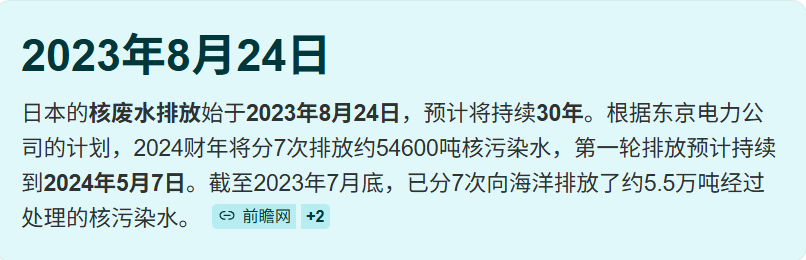 2023年8月24日
日本的核废水排放始于2023年8月24日，预计将持续30年。根据东京电力公
司的计划，2024财年将分7次排放约54600吨核污染水，第一轮排放预计持续
到2024年5月7日。截至2023年7月底，已分7次向海洋排放了约5.5万吨经过
处理的核污染水。 前瞻网 +2